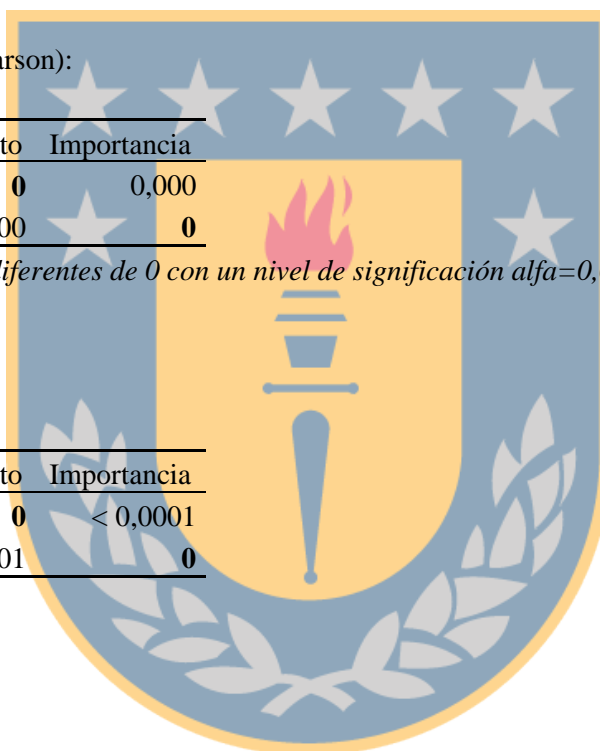 arson):
to Importancia
0 0,000
00 0
diferentes de 0 con un nivel de significación alfa=0,
to Importancia
0 < 0,0001
01 0